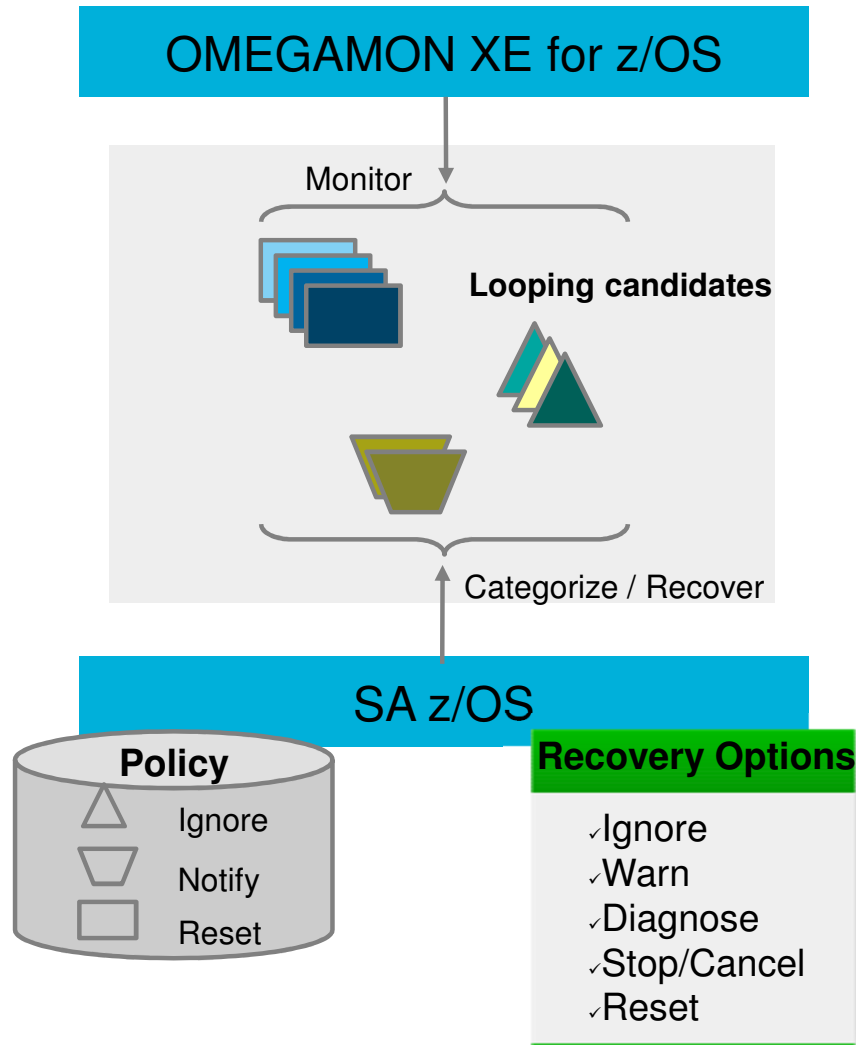 OMEGAMON XE for z/OS
Monitor
Looping candidates
Categorize / Recover
SA z/OS
Policy
Ignore
Notify
Reset
Recovery Options
✓Ignore
✓Warn
✓Diagnose
✓Stop/Cancel
✓Reset